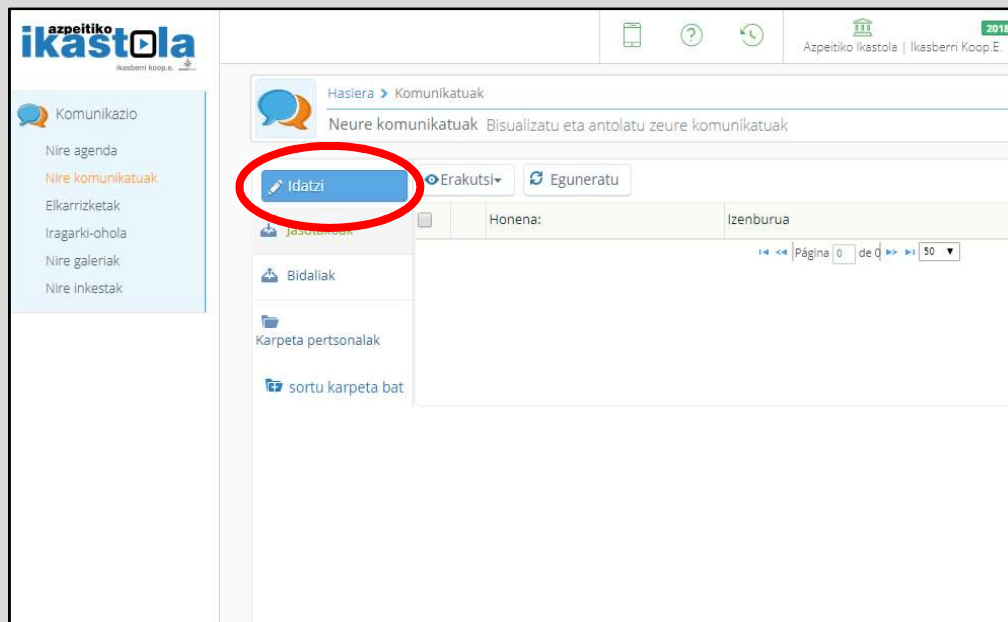 azpeitiko
ikastola
ikasberri koop.e.
2018
Azpeitiko Ikastola | Ikasberri Koop.E.
Komunikazio
Nire agenda
Nire komunikatuak
Elkarrizketak
Iragarki-ohola
Nire galeriak
Nire inkestak
Hasiera > Komunikatuak
Neure komunikatuak Bisualizatu eta antolatu zeure komunikatuak
Idatzi
Erakutsi
Eguneratu
Jasotakoak
Honena:
Izenburua
Página 0 de 0
50
Bidaliak
Karpeta pertsonalak
sortu karpeta bat